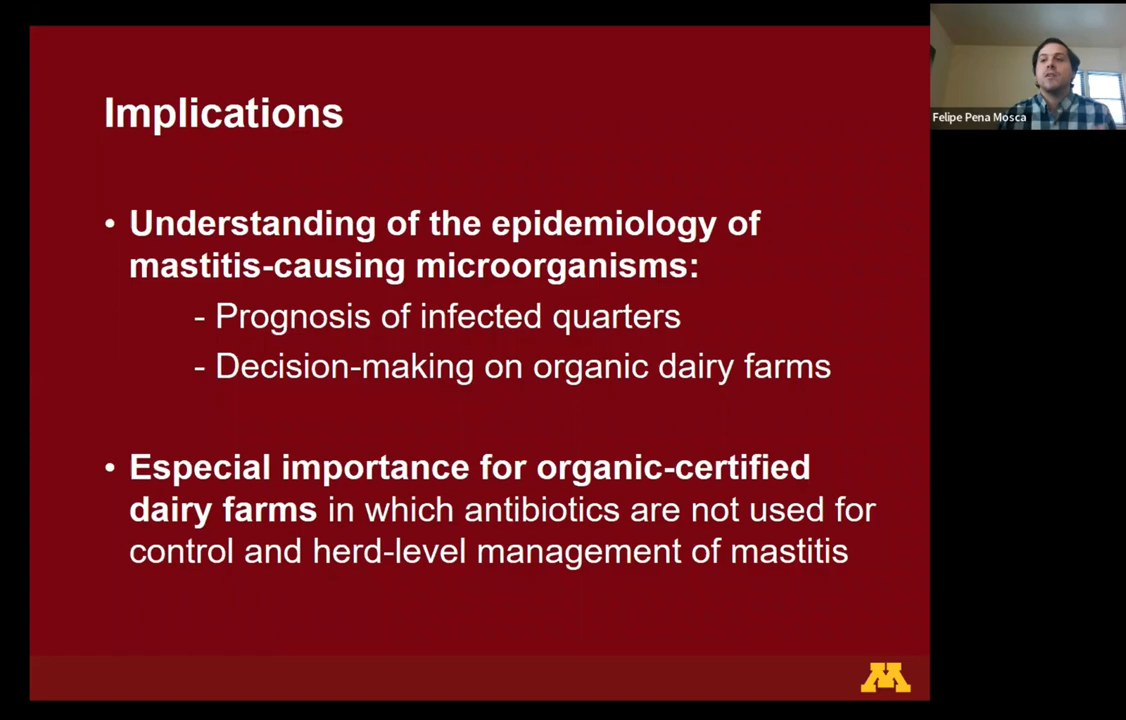 Implications
• Understanding of the epidemiology of
mastitis-causing microorganisms:
- Prognosis of infected quarters
- Decision-making on organic dairy farms
• Especial importance for organic-certified
dairy farms in which antibiotics are not used for
control and herd-level management of mastitis
M
Felipe Pena Mosca